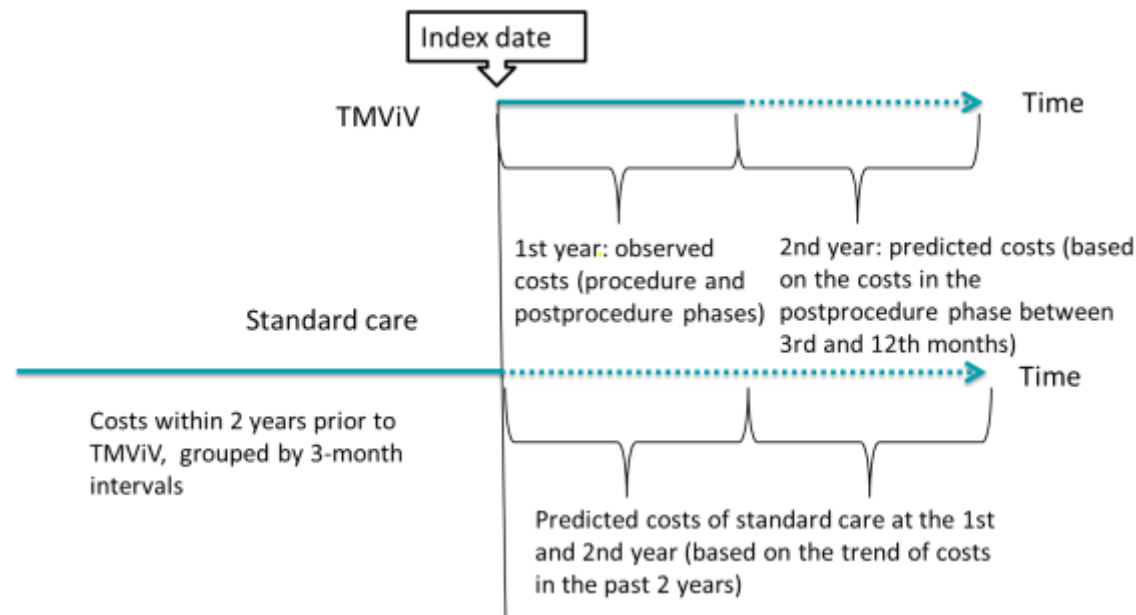 Index date
TMViV
Time
1st year: observed
costs (procedure and
postprocedure phases)
2nd year: predicted costs (based
on the costs in the
postprocedure phase between
3rd and 12th months)
Standard care
Time
Costs within 2 years prior to
TMViV, grouped by 3-month
intervals
Predicted costs of standard care at the 1st
and 2nd year (based on the trend of costs
in the past 2 years)